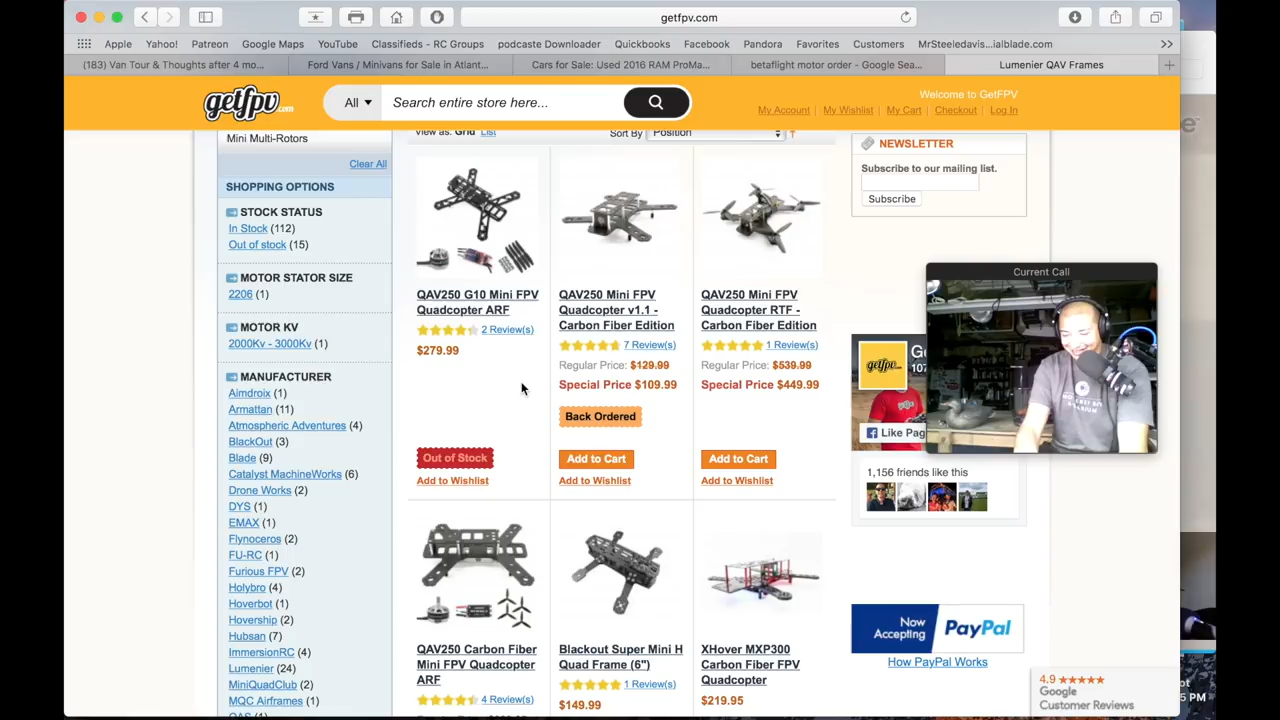 getfpv.com
Apple Yahoo! Patreon Google Maps YouTube Classifieds - RC Groups podcaste Downloader Quickbooks Facebook Pandora Favorites Customers MrSteeledavis...ialblade.com
(183) Van Tour & Thoughts after 4 mo...
Ford Vans / Minivans for Sale in Atlant...
Cars for Sale: Used 2016 RAM ProMa...
betaflight motor order - Google Sea...
Lumenier QAV Frames
getfpv.com
All
Search entire store here...
Welcome to GetFPV
My Account My Wishlist My Cart Checkout Log In
Mini Multi-Rotors
Clear All
SHOPPING OPTIONS
STOCK STATUS
In Stock (112)
Out of stock (15)
MOTOR STATOR SIZE
2206 (1)
MOTOR KV
2000Kv - 3000Kv (1)
MANUFACTURER
Aimdroix (1)
Armattan (11)
Atmospheric Adventures (4)
BlackOut (3)
Blade (9)
Catalyst MachineWorks (6)
Drone Works (2)
DYS (1)
EMAX (1)
Flynoceros (2)
FU-RC (1)
Furious FPV (2)
Holybro (4)
Hoverbot (1)
Hovership (2)
Hubsan (7)
ImmersionRC (4)
Lumenier (24)
MiniQuadClub (2)
MQC Airframes (1)
View as: Grid List
Sort By Position
QAV250 G10 Mini FPV
Quadcopter ARF
2 Review(s)
$279.99
Out of Stock
Add to Wishlist
QAV250 Mini FPV
Quadcopter v1.1 -
Carbon Fiber Edition
7 Review(s)
Regular Price: $129.99
Special Price $109.99
Back Ordered
Add to Cart
Add to Wishlist
QAV250 Mini FPV
Quadcopter RTF -
Carbon Fiber Edition
1 Review(s)
Regular Price: $539.99
Special Price $449.99
Add to Cart
Add to Wishlist
QAV250 Carbon Fiber
Mini FPV Quadcopter
ARF
4 Review(s)
Blackout Super Mini H
Quad Frame (6")
1 Review(s)
$149.99
XHover MXP300
Carbon Fiber FPV
Quadcopter
$219.95
NEWSLETTER
Subscribe to our mailing list.
Subscribe
Current Call
getfpv
Like Pag
1,156 friends like this
Now
Accepting
PayPal
How PayPal Works
4.9
Google
Customer Reviews
5 PM